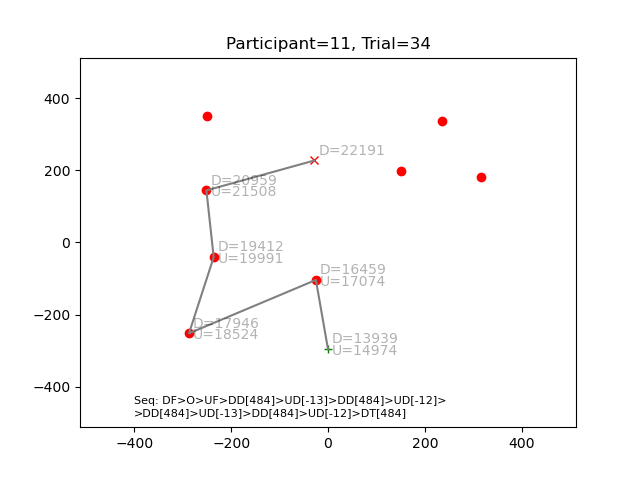 Participant=11, Trial=34
400
200
0
−200
−400
D=22191
D=20959
U=21508
D=19412
U=19991
D=16459
U=17074
D=17946
U=18524
D=13939
U=14974
Seq: DF>O>UF>DD[484]>UD[-13]>DD[484]>UD[-12]>
>DD[484]>UD[-13]>DD[484]>UD[-12]>DT[484]
−400 −200 0 200 400